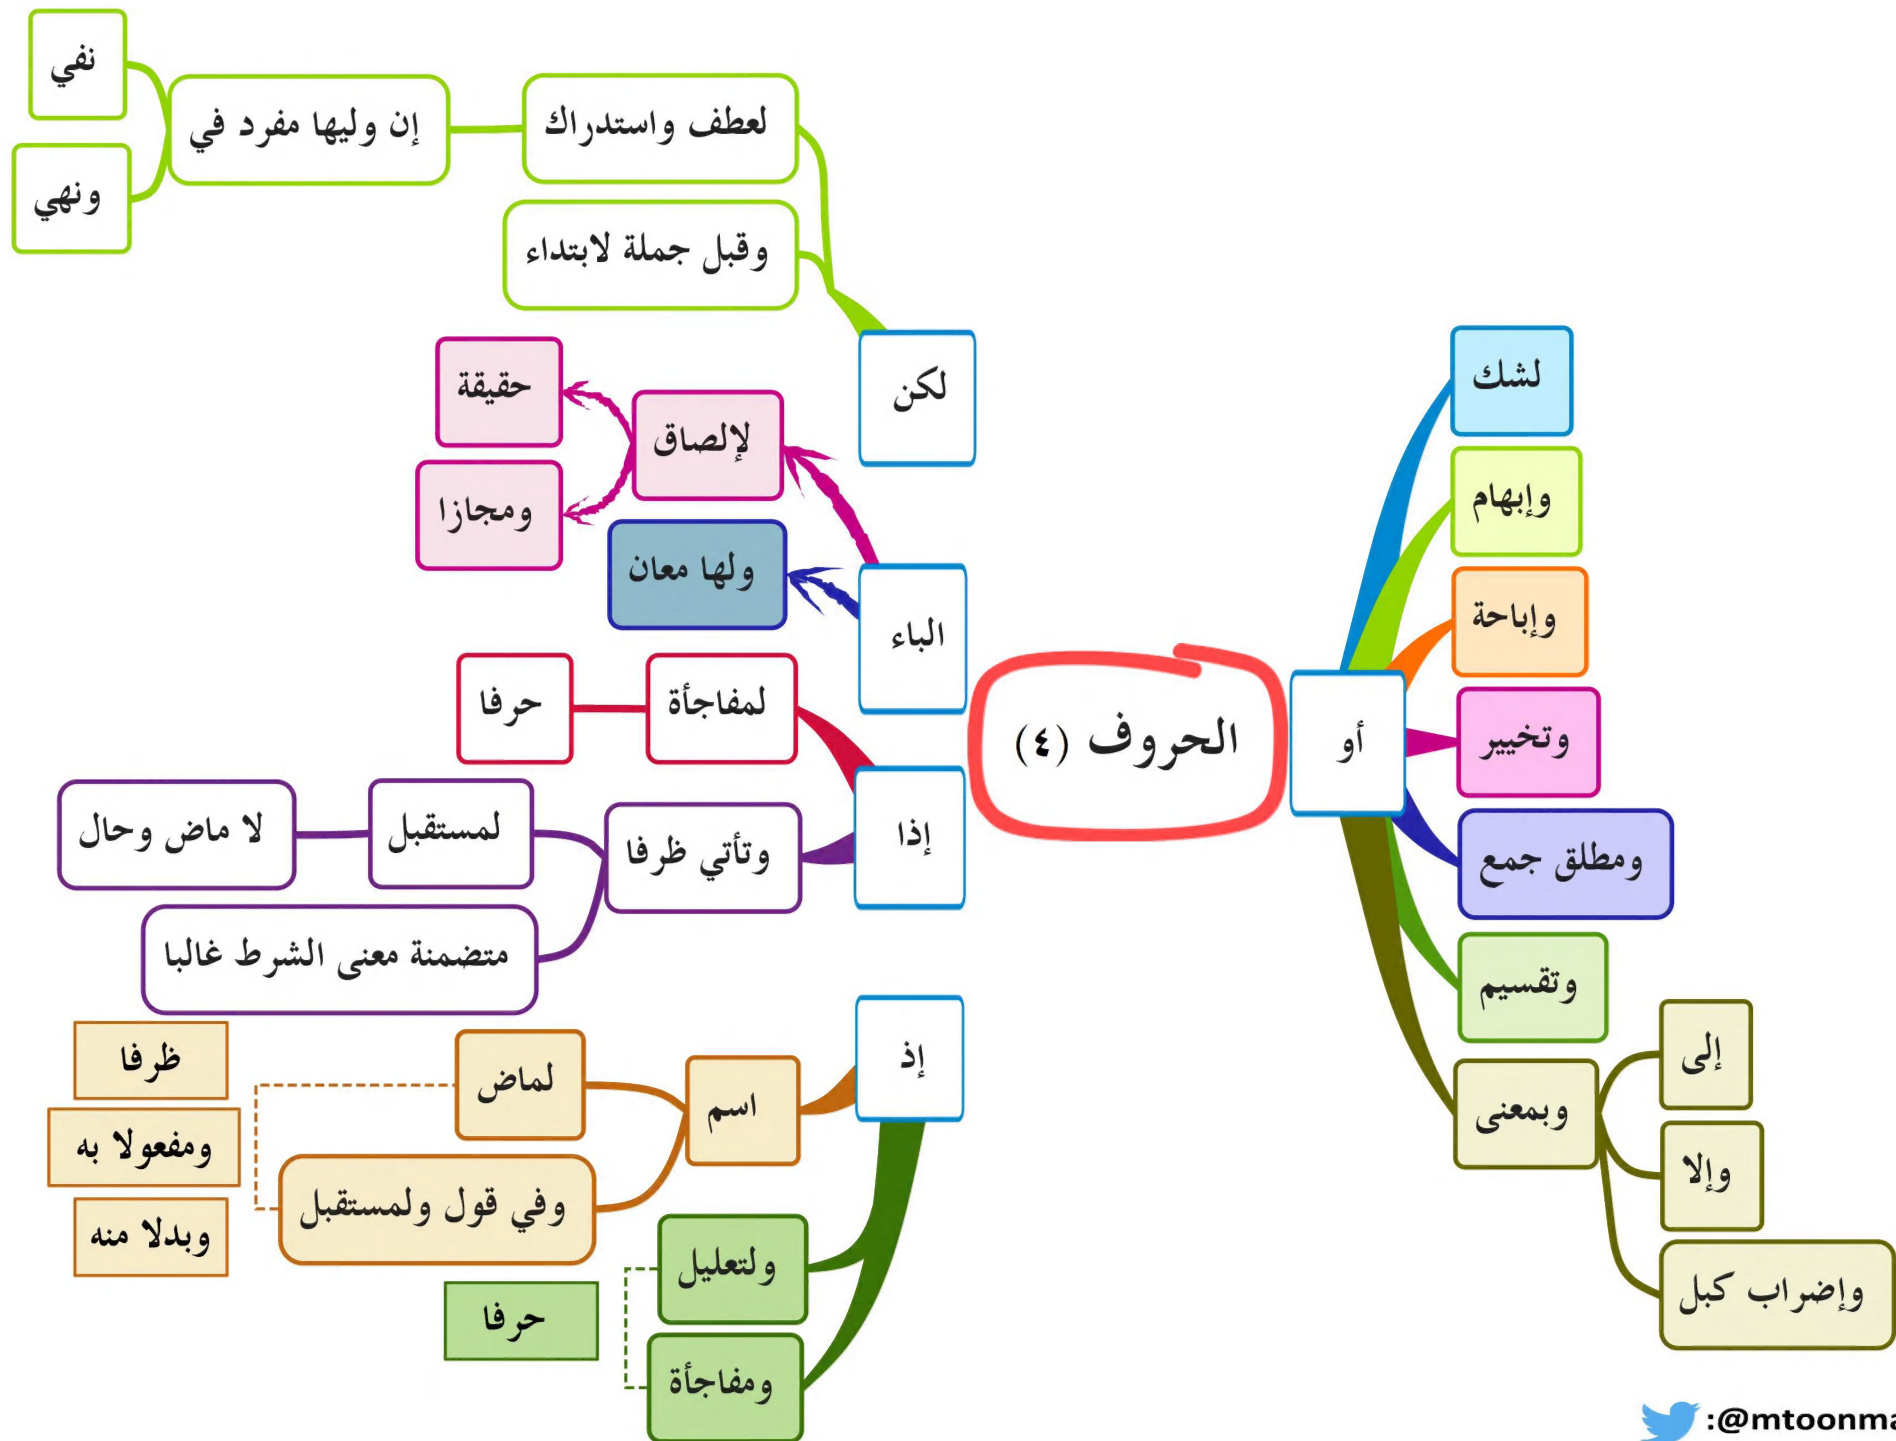 الحروف (٤)
أو
لشك
وإبهام
وإباحة
وتخيير
ومطلق جمع
وتقسيم
وبمعنى
إلى
وإلا
وإضراب كبل
لكن
لعطف واستدراك
إن وليها مفرد في
نفي
ونهي
وقبل جملة لابتداء
الباء
لإلصاق
حقيقة
ومجازا
ولها معان
إذا
لمفاجأة
حرفا
وتأتي ظرفا
لمستقبل
لا ماض وحال
متضمنة معنى الشرط غالبا
إذ
اسم
لماض
وفي قول ولمستقبل
ظرفا
ومفعولا به
وبدلا منه
ولتعليل
ومفاجأة
حرفا
:@mtoonma